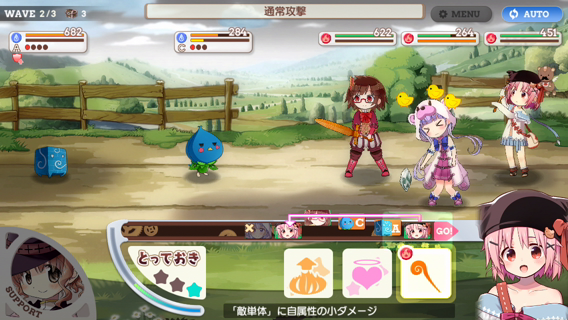 WAVE 2/3 3
通常攻撃
MENU
AUTO
682
A
284
C
622
264
451
C
A
GO!
とっておき
SUPPORT
「敵単体」に自属性の小ダメージ